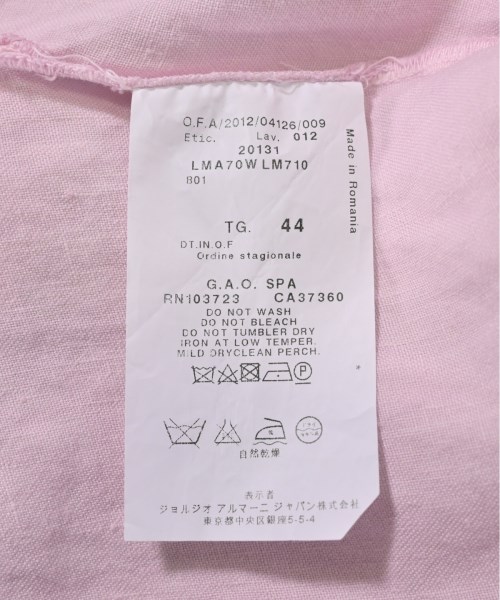 O.F.A/2012/04126/009
Etic. Lav. 012
20131
LMA70W LM710
801
Made in Romania
TG. 44
DT.IN.O.F
Ordine stagionale
G.A.O. SPA
RN103723 CA37360
DO NOT WASH
DO NOT BLEACH
DO NOT TUMBLER DRY
IRON AT LOW TEMPER.
MILD DRYCLEAN PERCH.
P
自然乾燥
表示者
ジョルジオ アルマーニ ジャパン株式会社
東京都中央区銀座5-5-4